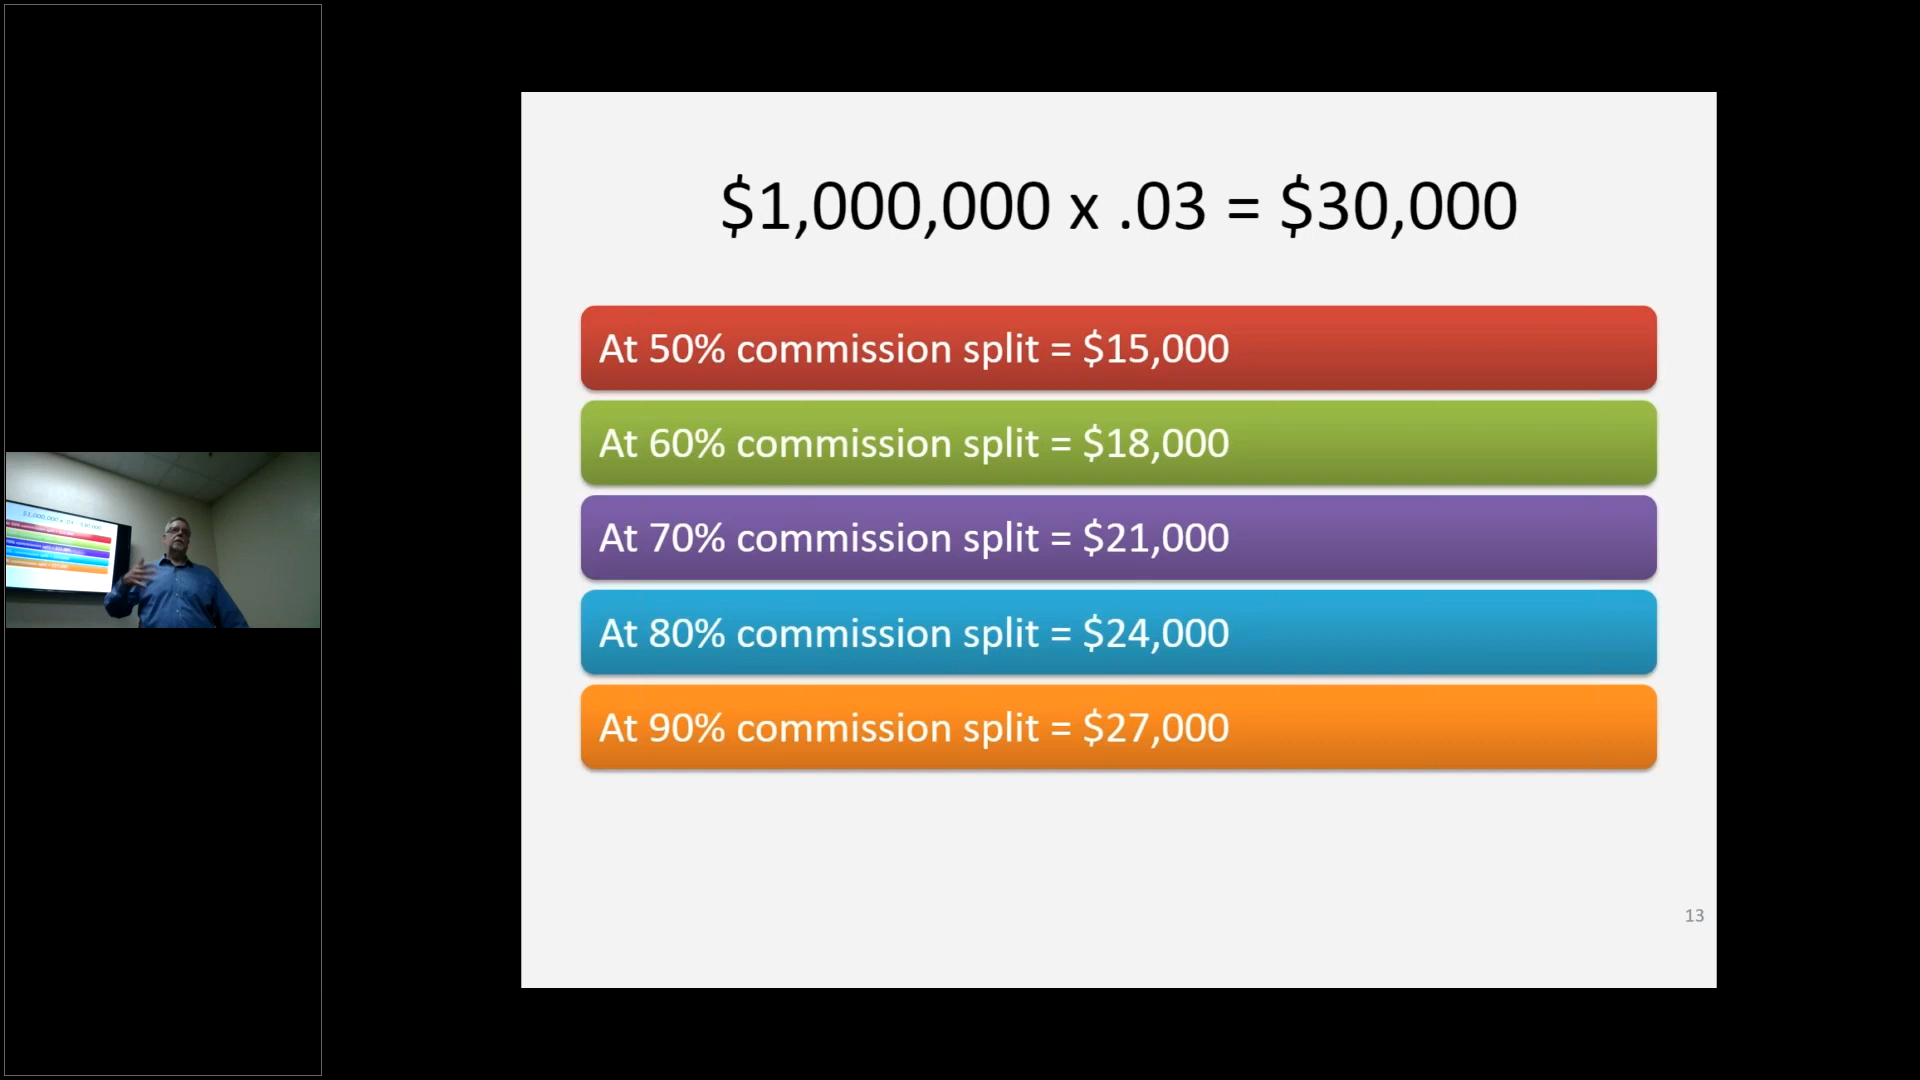 $1,000,000 x .03 = $30,000
At 50% commission split = $15,000
At 60% commission split = $18,000
At 70% commission split = $21,000
At 80% commission split = $24,000
At 90% commission split = $27,000
13